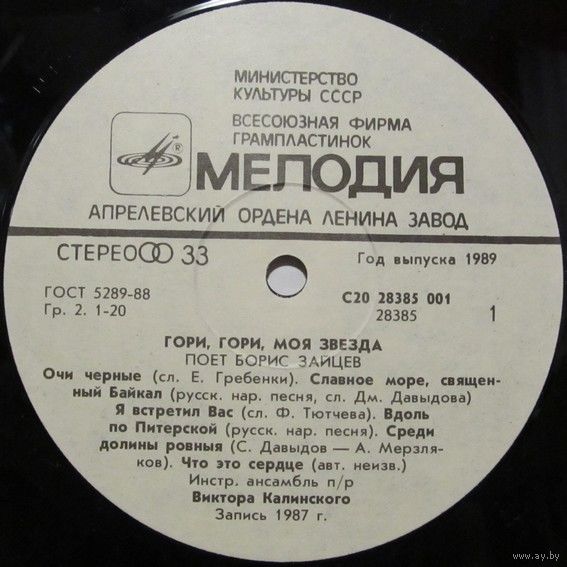 МИНИСТЕРСТВО
КУЛЬТУРЫ СССР
ВСЕСОЮЗНАЯ ФИРМА
ГРАМПЛАСТИНОК
®
МЕЛОДИЯ
АПРЕЛЕВСКИЙ ОРДЕНА ЛЕНИНА ЗАВОД
СТЕРЕО 33
Год выпуска 1989
ГОСТ 5289-88
Гр. 2. 1-20
С20 28385 001
28385
1
ГОРИ, ГОРИ, МОЯ ЗВЕЗДА
ПОЕТ БОРИС ЗАЙЦЕВ
Очи черные (сл. Е. Гребенки). Славное море, священ-
ный Байкал (русск. нар. песня, сл. Дм. Давыдова)
Я встретил Вас (сл. Ф. Тютчева). Вдоль
по Питерской (русск. нар. песня). Среди
долины ровныя (С. Давыдов — А. Мерзля-
ков). Что это сердце (авт. неизв.)
Инстр. ансамбль п/р
Виктора Калинского
Запись 1987 г.
www.ay.by